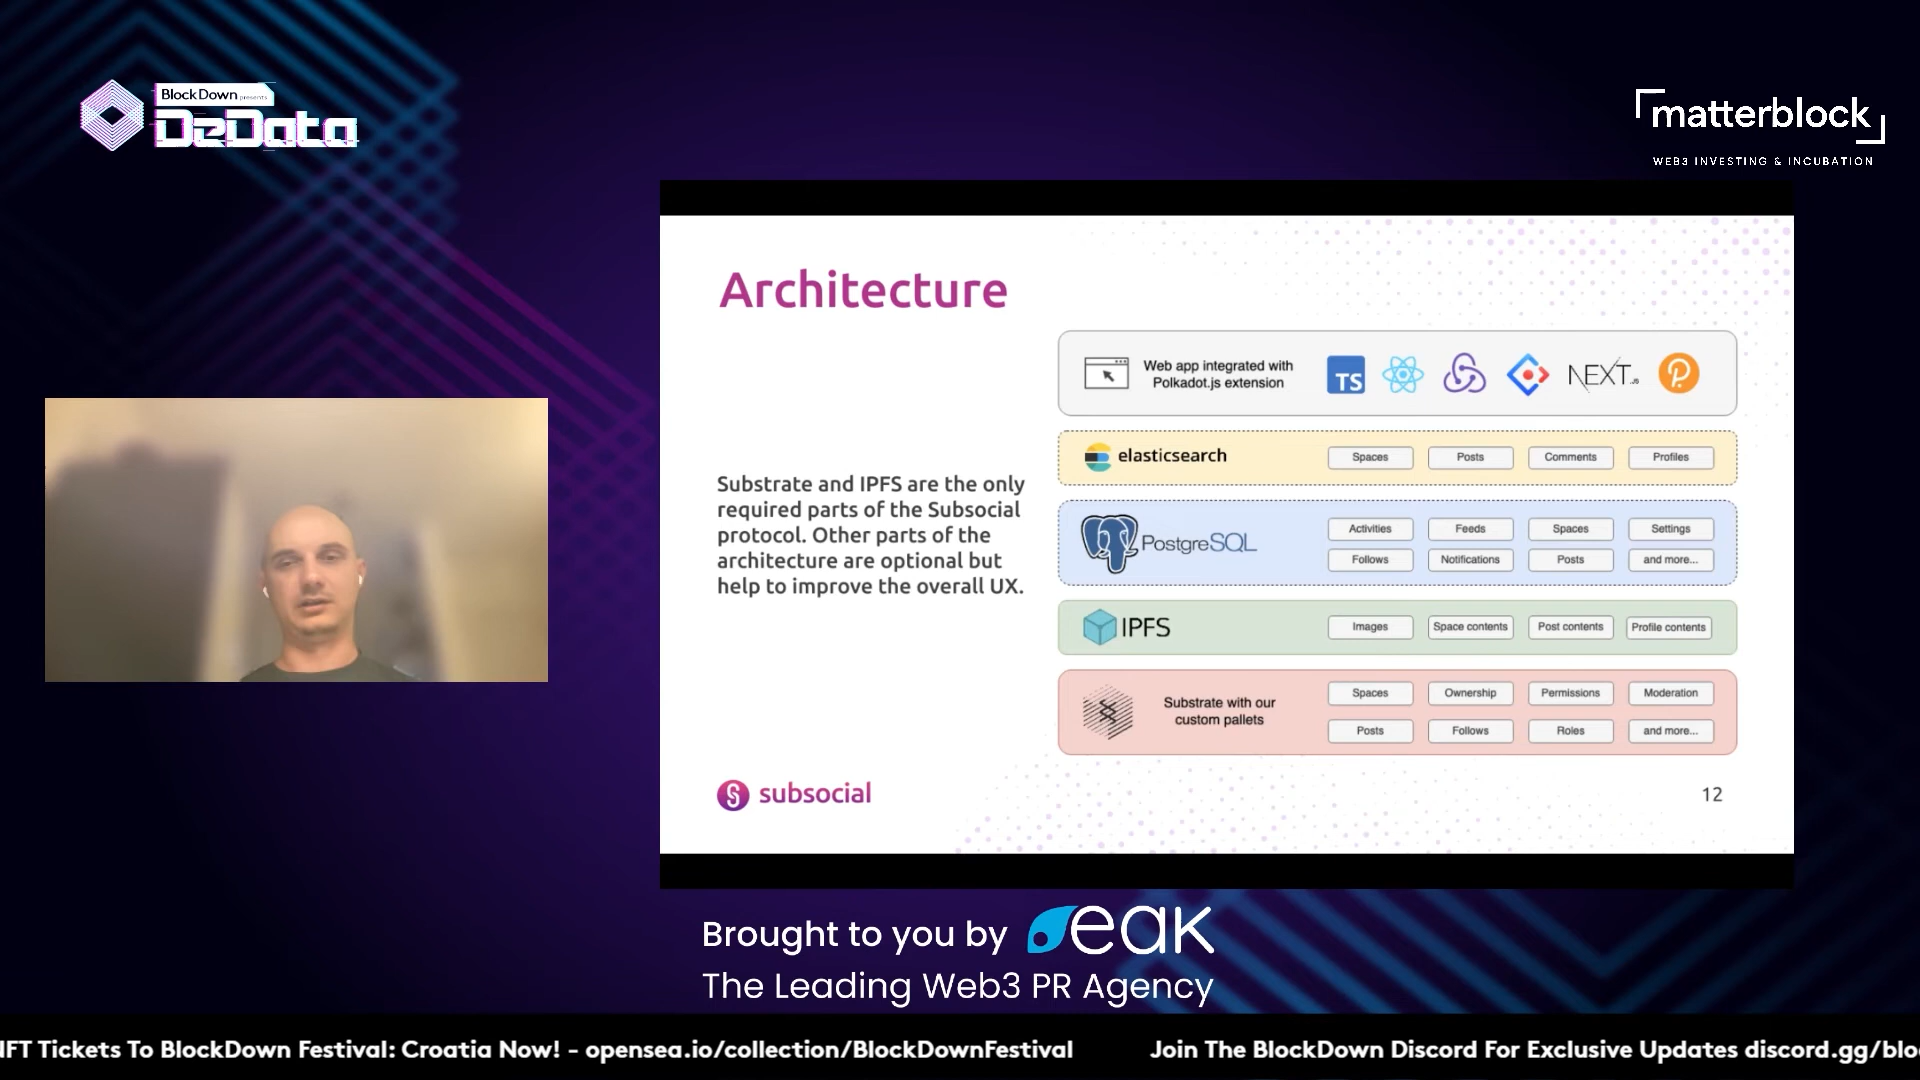 BlockDown presents
DeData
matterblock
WEB3 INVESTING & INCUBATION
Architecture
Substrate and IPFS are the only
required parts of the Subsocial
protocol. Other parts of the
architecture are optional but
help to improve the overall UX.
Web app integrated with
Polkadot.js extension
TS
NEXT.JS
elasticsearch
Spaces
Posts
Comments
Profiles
PostgreSQL
Activities
Feeds
Spaces
Settings
Follows
Notifications
Posts
and more...
IPFS
Images
Space contents
Post contents
Profile contents
Substrate with our
custom pallets
Spaces
Ownership
Permissions
Moderation
Posts
Follows
Roles
and more...
subsocial
12
Brought to you by eak
The Leading Web3 PR Agency
NFT Tickets To BlockDown Festival: Croatia Now! - opensea.io/collection/BlockDownFestival
Join The BlockDown Discord For Exclusive Updates discord.gg/blo